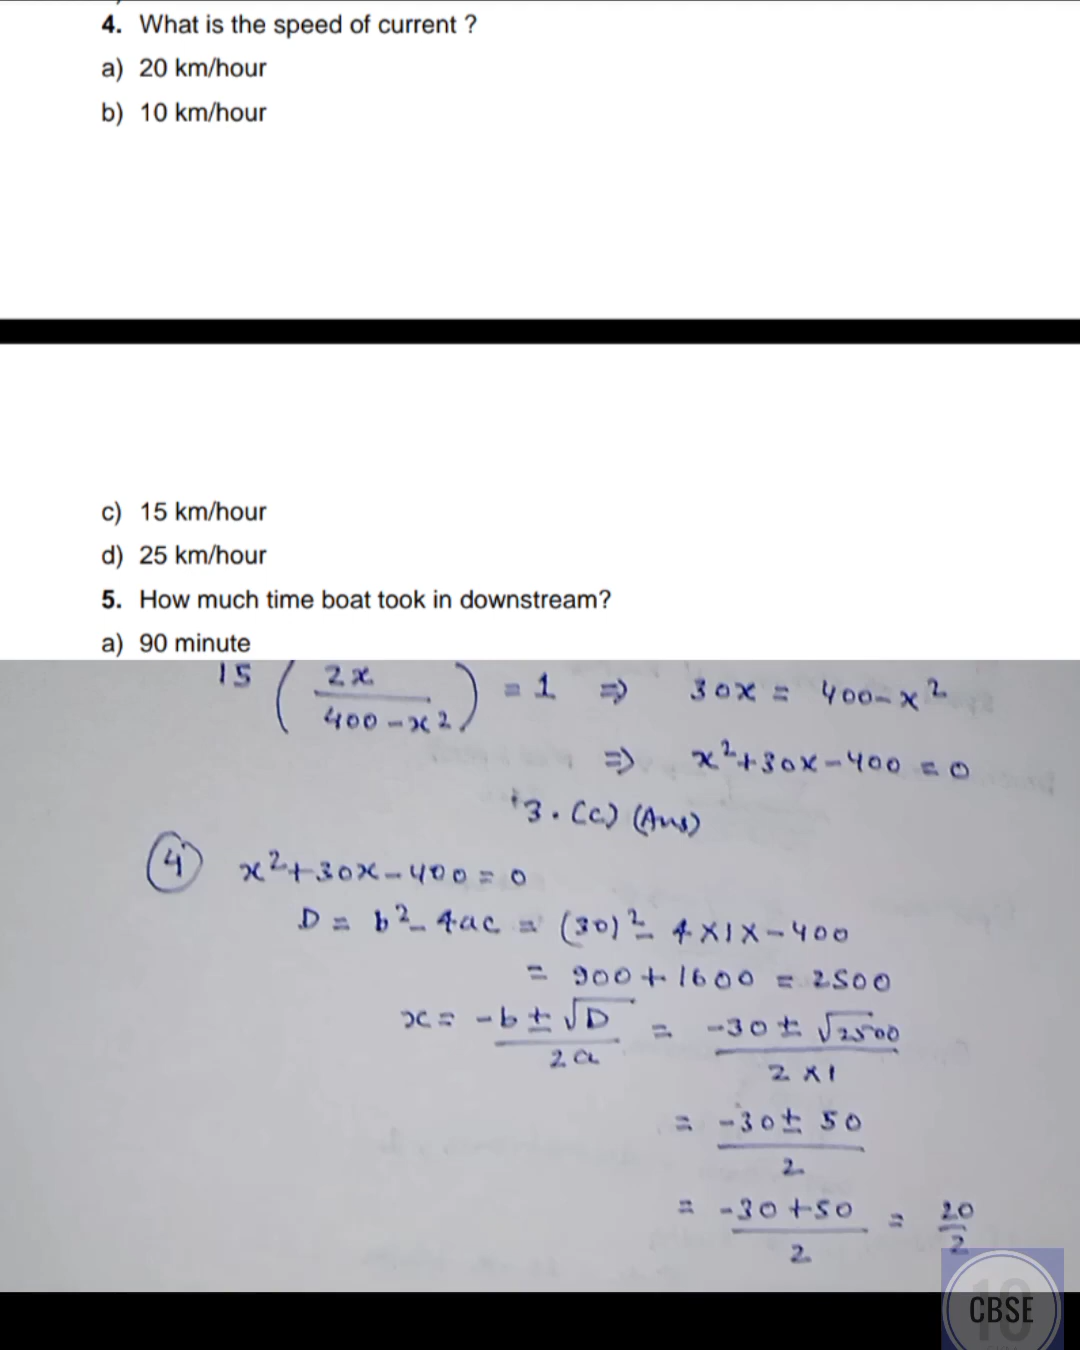 4. What is the speed of current ?
a) 20 km/hour
b) 10 km/hour
c) 15 km/hour
d) 25 km/hour
5. How much time boat took in downstream?
a) 90 minute
15 ( 2x / 400 - x² ) = 1 ⇒ 30x = 400 - x²
⇒ x² + 30x - 400 = 0
3. (c) (Ans)
④ x² + 30x - 400 = 0
D = b² - 4ac = (30)² - 4×1×-400
= 900 + 1600 = 2500
x = -b ± √D / 2a = -30 ± √2500 / 2×1
= -30 ± 50 / 2
= -30 + 50 / 2 = 20 / 2
10
CBSE